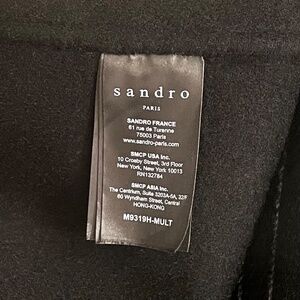 sandro
PARIS
SANDRO FRANCE
61 rue de Turenne
75003 Paris
www.sandro-paris.com
SMCP USA Inc.
10 Crosby Street, 3rd Floor
New York, New York 10013
RN132784
SMCP ASIA Inc.
The Centrium, Suite 3203A-5A, 32/F
60 Wyndham Street, Central
HONG-KONG
M9319H-MULT